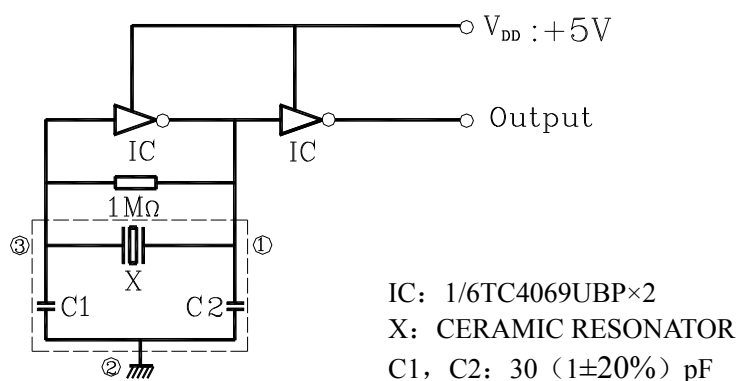 V_DD :+5V
Output
IC
IC
1MΩ
③
①
X
C1
C2
②
IC：1/6TC4069UBP×2
X：CERAMIC RESONATOR
C1，C2：30（1±20%）pF